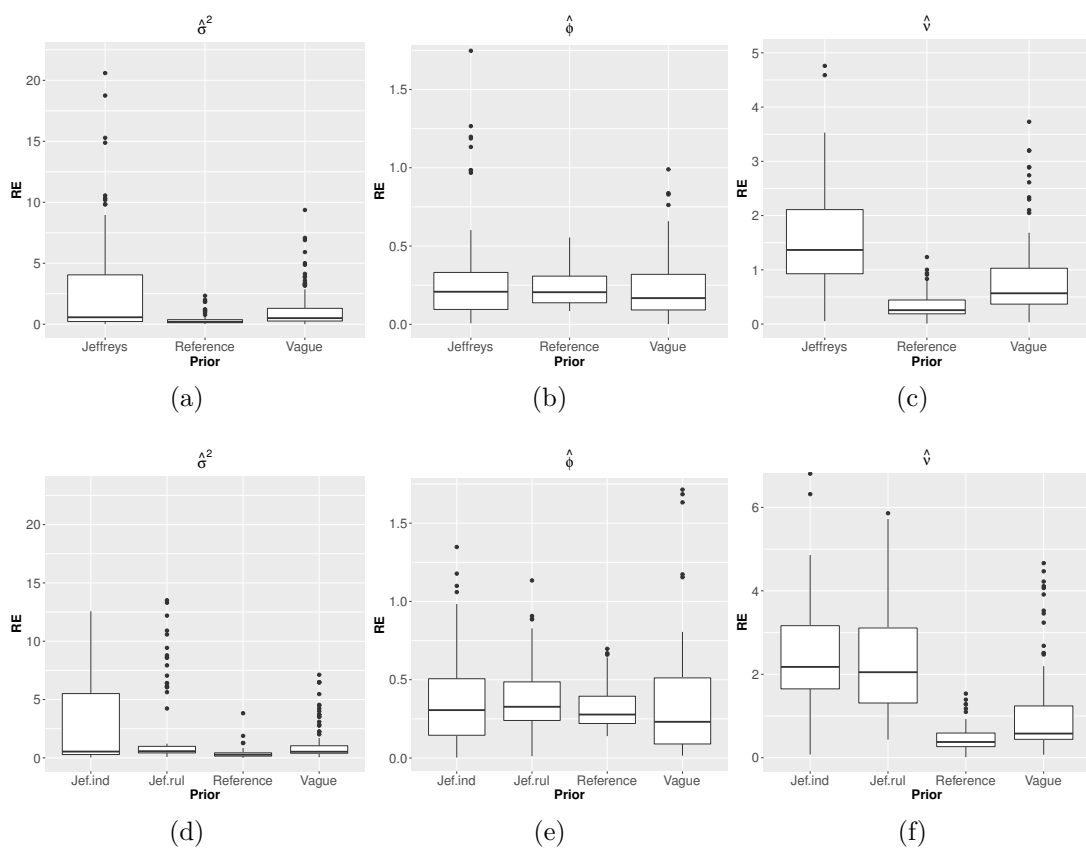 σ̂² ϕ̂ ν̂
RE
20
15
10
5
0
Jeffreys Reference Vague
Prior
(a)
RE
1.5
1.0
0.5
0.0
Jeffreys Reference Vague
Prior
(b)
RE
5
4
3
2
1
0
Jeffreys Reference Vague
Prior
(c)
σ̂² ϕ̂ ν̂
RE
20
15
10
5
0
Jef.ind Jef.rul Reference Vague
Prior
(d)
RE
1.5
1.0
0.5
0.0
Jef.ind Jef.rul Reference Vague
Prior
(e)
RE
6
4
2
0
Jef.ind Jef.rul Reference Vague
Prior
(f)